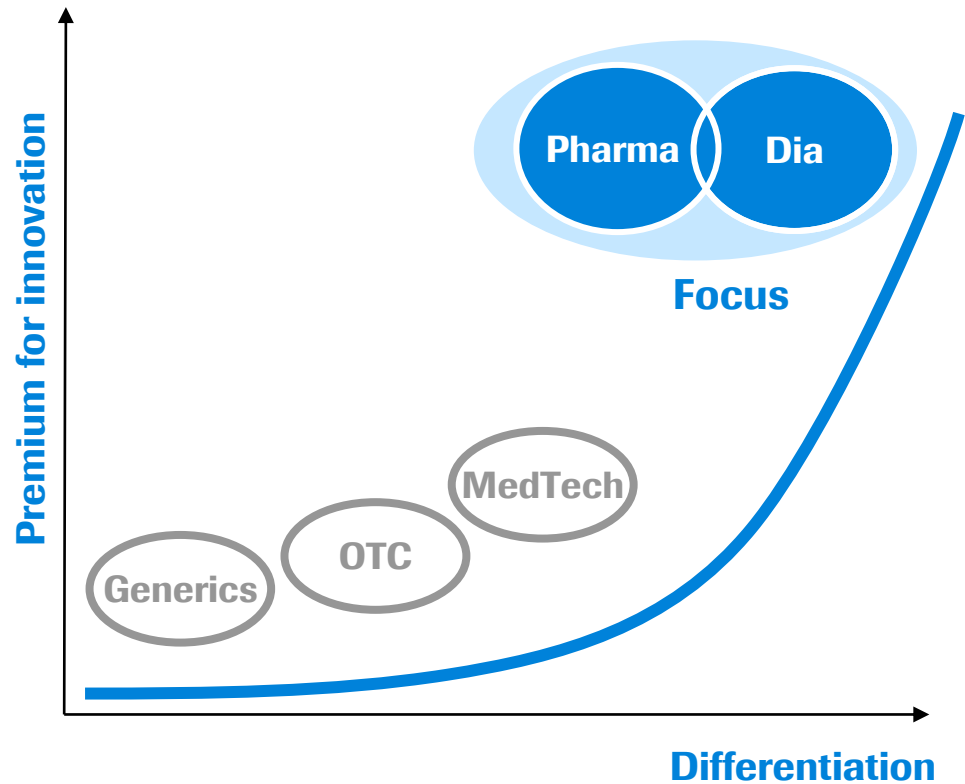 Premium for innovation
Pharma
Dia
Focus
MedTech
OTC
Generics
Differentiation